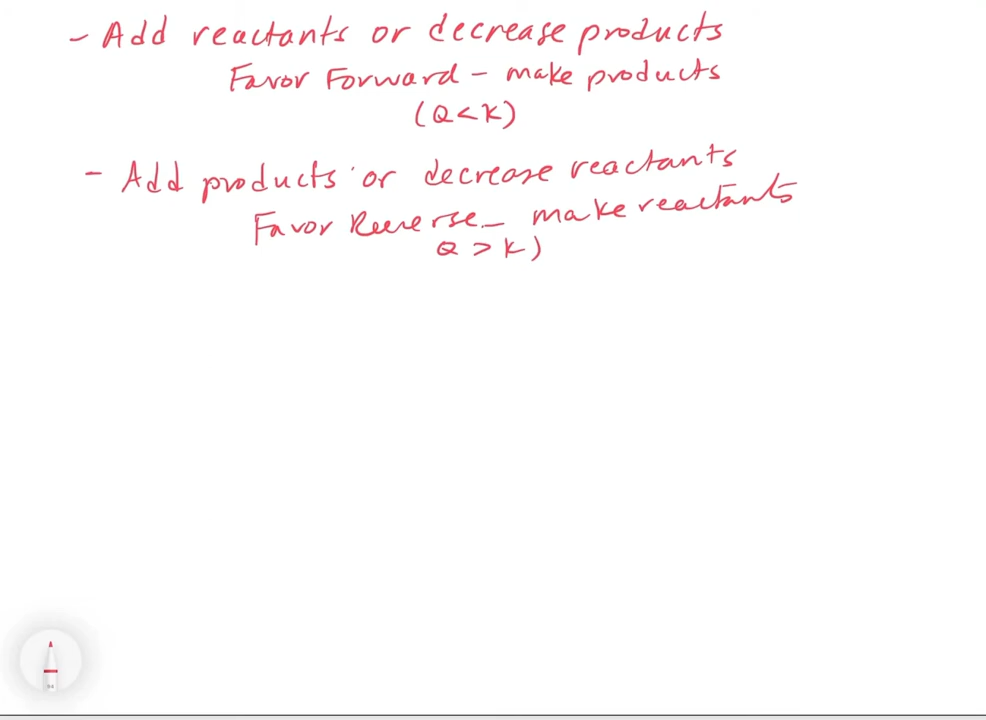 - Add reactants or decrease products
Favor Forward - make products
(Q < K)
- Add products or decrease reactants
Favor Reverse - make reactants
Q > K)